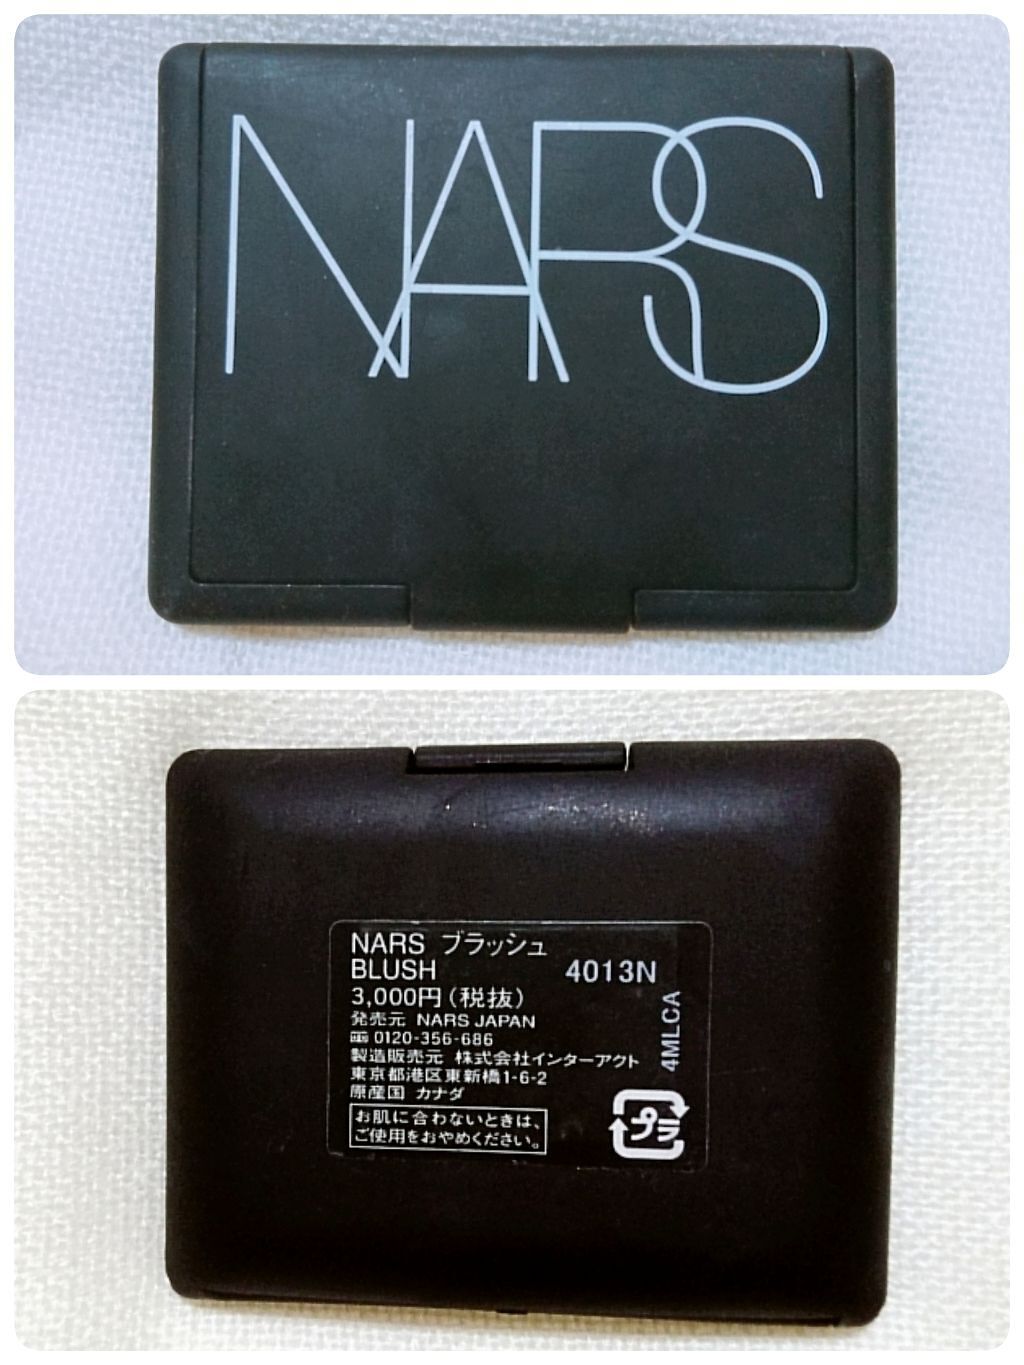 NARS
NARS ブラッシュ
BLUSH 4013N
3,000円(税抜)
発売元 NARS JAPAN
0120-356-686
製造販売元 株式会社インターアクト
東京都港区東新橋1-6-2
原産国 カナダ
お肌に合わないときは、
ご使用をおやめください。
4MLCA
プラ